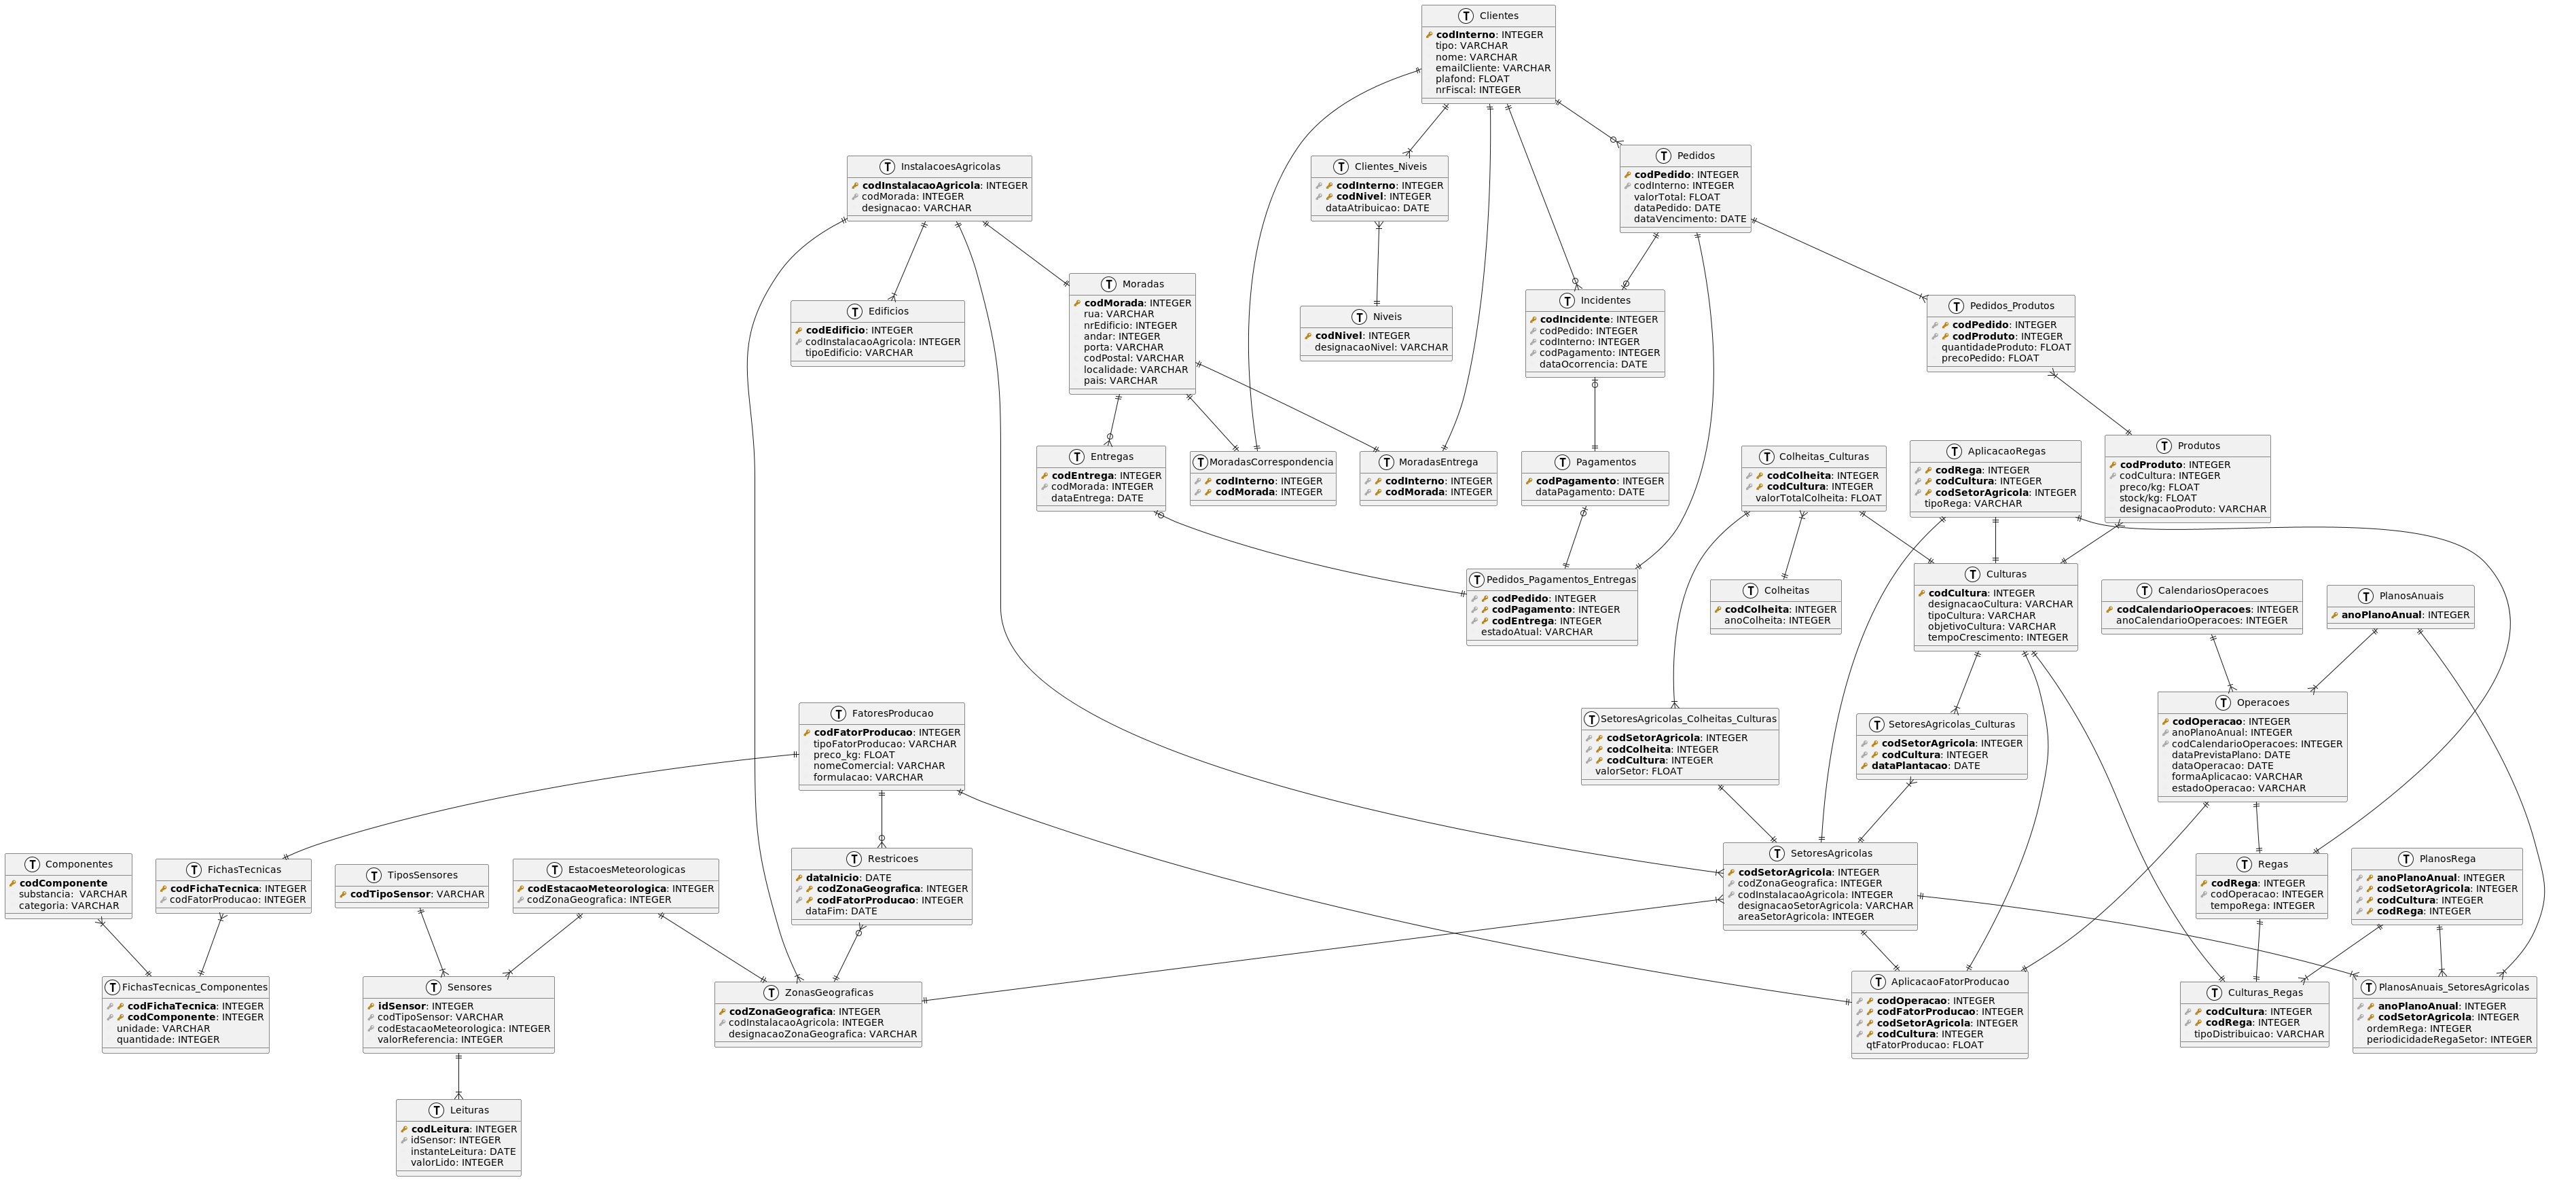 T Clientes
codInterno: INTEGER
tipo: VARCHAR
nome: VARCHAR
emailCliente: VARCHAR
plafond: FLOAT
nrFiscal: INTEGER
T InstalacoesAgricolas
codInstalacaoAgricola: INTEGER
codMorada: INTEGER
designacao: VARCHAR
T Clientes_Niveis
codInterno: INTEGER
codNivel: INTEGER
dataAtribuicao: DATE
T Pedidos
codPedido: INTEGER
codInterno: INTEGER
valorTotal: FLOAT
dataPedido: DATE
dataVencimento: DATE
T Edificios
codEdificio: INTEGER
codInstalacaoAgricola: INTEGER
tipoEdificio: VARCHAR
T Moradas
codMorada: INTEGER
rua: VARCHAR
nrEdificio: INTEGER
andar: INTEGER
porta: VARCHAR
codPostal: VARCHAR
localidade: VARCHAR
pais: VARCHAR
T Niveis
codNivel: INTEGER
designacaoNivel: VARCHAR
T Incidentes
codIncidente: INTEGER
codPedido: INTEGER
codInterno: INTEGER
codPagamento: INTEGER
dataOcorrencia: DATE
T Pedidos_Produtos
codPedido: INTEGER
codProduto: INTEGER
quantidadeProduto: FLOAT
precoPedido: FLOAT
T Entregas
codEntrega: INTEGER
codMorada: INTEGER
dataEntrega: DATE
T MoradasCorrespondencia
codInterno: INTEGER
codMorada: INTEGER
T MoradasEntrega
codInterno: INTEGER
codMorada: INTEGER
T Pagamentos
codPagamento: INTEGER
dataPagamento: DATE
T Colheitas_Culturas
codColheita: INTEGER
codCultura: INTEGER
valorTotalColheita: FLOAT
T AplicacaoRegas
codRega: INTEGER
codCultura: INTEGER
codSetorAgricola: INTEGER
tipoRega: VARCHAR
T Produtos
codProduto: INTEGER
codCultura: INTEGER
preco/kg: FLOAT
stock/kg: FLOAT
designacaoProduto: VARCHAR
T Pedidos_Pagamentos_Entregas
codPedido: INTEGER
codPagamento: INTEGER
codEntrega: INTEGER
estadoAtual: VARCHAR
T Colheitas
codColheita: INTEGER
anoColheita: INTEGER
T Culturas
codCultura: INTEGER
designacaoCultura: VARCHAR
tipoCultura: VARCHAR
objetivoCultura: VARCHAR
tempoCrescimento: INTEGER
T CalendariosOperacoes
codCalendarioOperacoes: INTEGER
anoCalendarioOperacoes: INTEGER
T PlanosAnuais
anoPlanoAnual: INTEGER
T FatoresProducao
codFatorProducao: INTEGER
tipoFatorProducao: VARCHAR
preco_kg: FLOAT
nomeComercial: VARCHAR
formulacao: VARCHAR
T SetoresAgricolas_Colheitas_Culturas
codSetorAgricola: INTEGER
codColheita: INTEGER
codCultura: INTEGER
valorSetor: FLOAT
T SetoresAgricolas_Culturas
codSetorAgricola: INTEGER
codCultura: INTEGER
dataPlantacao: DATE
T Operacoes
codOperacao: INTEGER
anoPlanoAnual: INTEGER
codCalendarioOperacoes: INTEGER
dataPrevistaPlano: DATE
dataOperacao: DATE
formaAplicacao: VARCHAR
estadoOperacao: VARCHAR
T Componentes
codComponente
substancia: VARCHAR
categoria: VARCHAR
T FichasTecnicas
codFichaTecnica: INTEGER
codFatorProducao: INTEGER
T TiposSensores
codTipoSensor: VARCHAR
T EstacoesMeteorologicas
codEstacaoMeteorologica: INTEGER
codZonaGeografica: INTEGER
T Restricoes
dataInicio: DATE
codZonaGeografica: INTEGER
codFatorProducao: INTEGER
dataFim: DATE
T SetoresAgricolas
codSetorAgricola: INTEGER
codZonaGeografica: INTEGER
codInstalacaoAgricola: INTEGER
designacaoSetorAgricola: VARCHAR
areaSetorAgricola: INTEGER
T Regas
codRega: INTEGER
codOperacao: INTEGER
tempoRega: INTEGER
T PlanosRega
anoPlanoAnual: INTEGER
codSetorAgricola: INTEGER
codCultura: INTEGER
codRega: INTEGER
T FichasTecnicas_Componentes
codFichaTecnica: INTEGER
codComponente: INTEGER
unidade: VARCHAR
quantidade: INTEGER
T Sensores
idSensor: INTEGER
codTipoSensor: VARCHAR
codEstacaoMeteorologica: INTEGER
valorReferencia: INTEGER
T ZonasGeograficas
codZonaGeografica: INTEGER
codInstalacaoAgricola: INTEGER
designacaoZonaGeografica: VARCHAR
T AplicacaoFatorProducao
codOperacao: INTEGER
codFatorProducao: INTEGER
codSetorAgricola: INTEGER
codCultura: INTEGER
qtFatorProducao: FLOAT
T Culturas_Regas
codCultura: INTEGER
codRega: INTEGER
tipoDistribuicao: VARCHAR
T PlanosAnuais_SetoresAgricolas
anoPlanoAnual: INTEGER
codSetorAgricola: INTEGER
ordemRega: INTEGER
periodicidadeRegaSetor: INTEGER
T Leituras
codLeitura: INTEGER
idSensor: INTEGER
instanteLeitura: DATE
valorLido: INTEGER